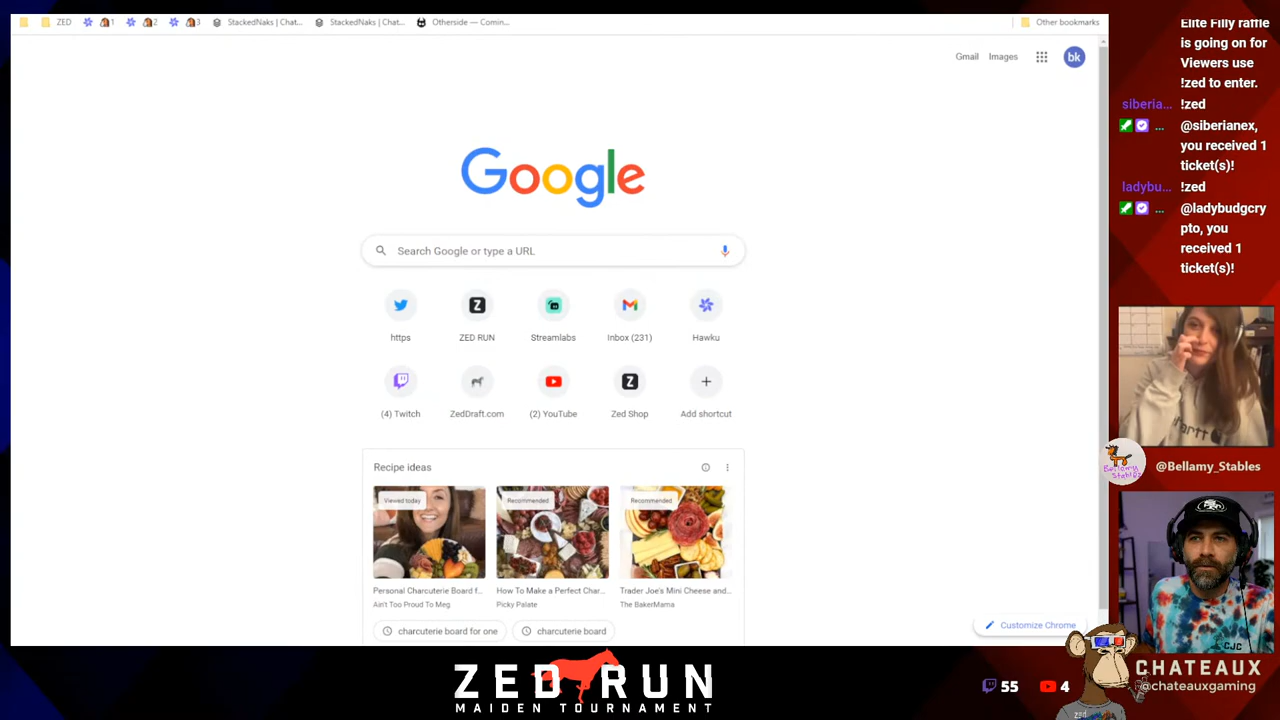 ZED
1
2
3
StackedNaks | Chat...
StackedNaks | Chat...
Otherside — Comin...
Other bookmarks
Gmail
Images
bk
Google
Search Google or type a URL
https
ZED RUN
Streamlabs
Inbox (231)
Hawku
(4) Twitch
ZedDraft.com
(2) YouTube
Zed Shop
Add shortcut
Recipe ideas
Viewed today
Recommended
Recommended
Personal Charcuterie Board f...
How To Make a Perfect Char...
Trader Joe's Mini Cheese and...
Ain't Too Proud To Meg
Picky Palate
The BakerMama
charcuterie board for one
charcuterie board
Customize Chrome
Elite Filly raffle
is going on for
Viewers use
!zed to enter.
siberia...
!zed
@siberianex,
you received 1
ticket(s)!
ladybu...
!zed
@ladybudgcry
pto, you
received 1
ticket(s)!
Bellamy
Stables
@Bellamy_Stables
CJC
ZED RUN
MAIDEN TOURNAMENT
55
4
CHATEAUX
@chateauxgaming